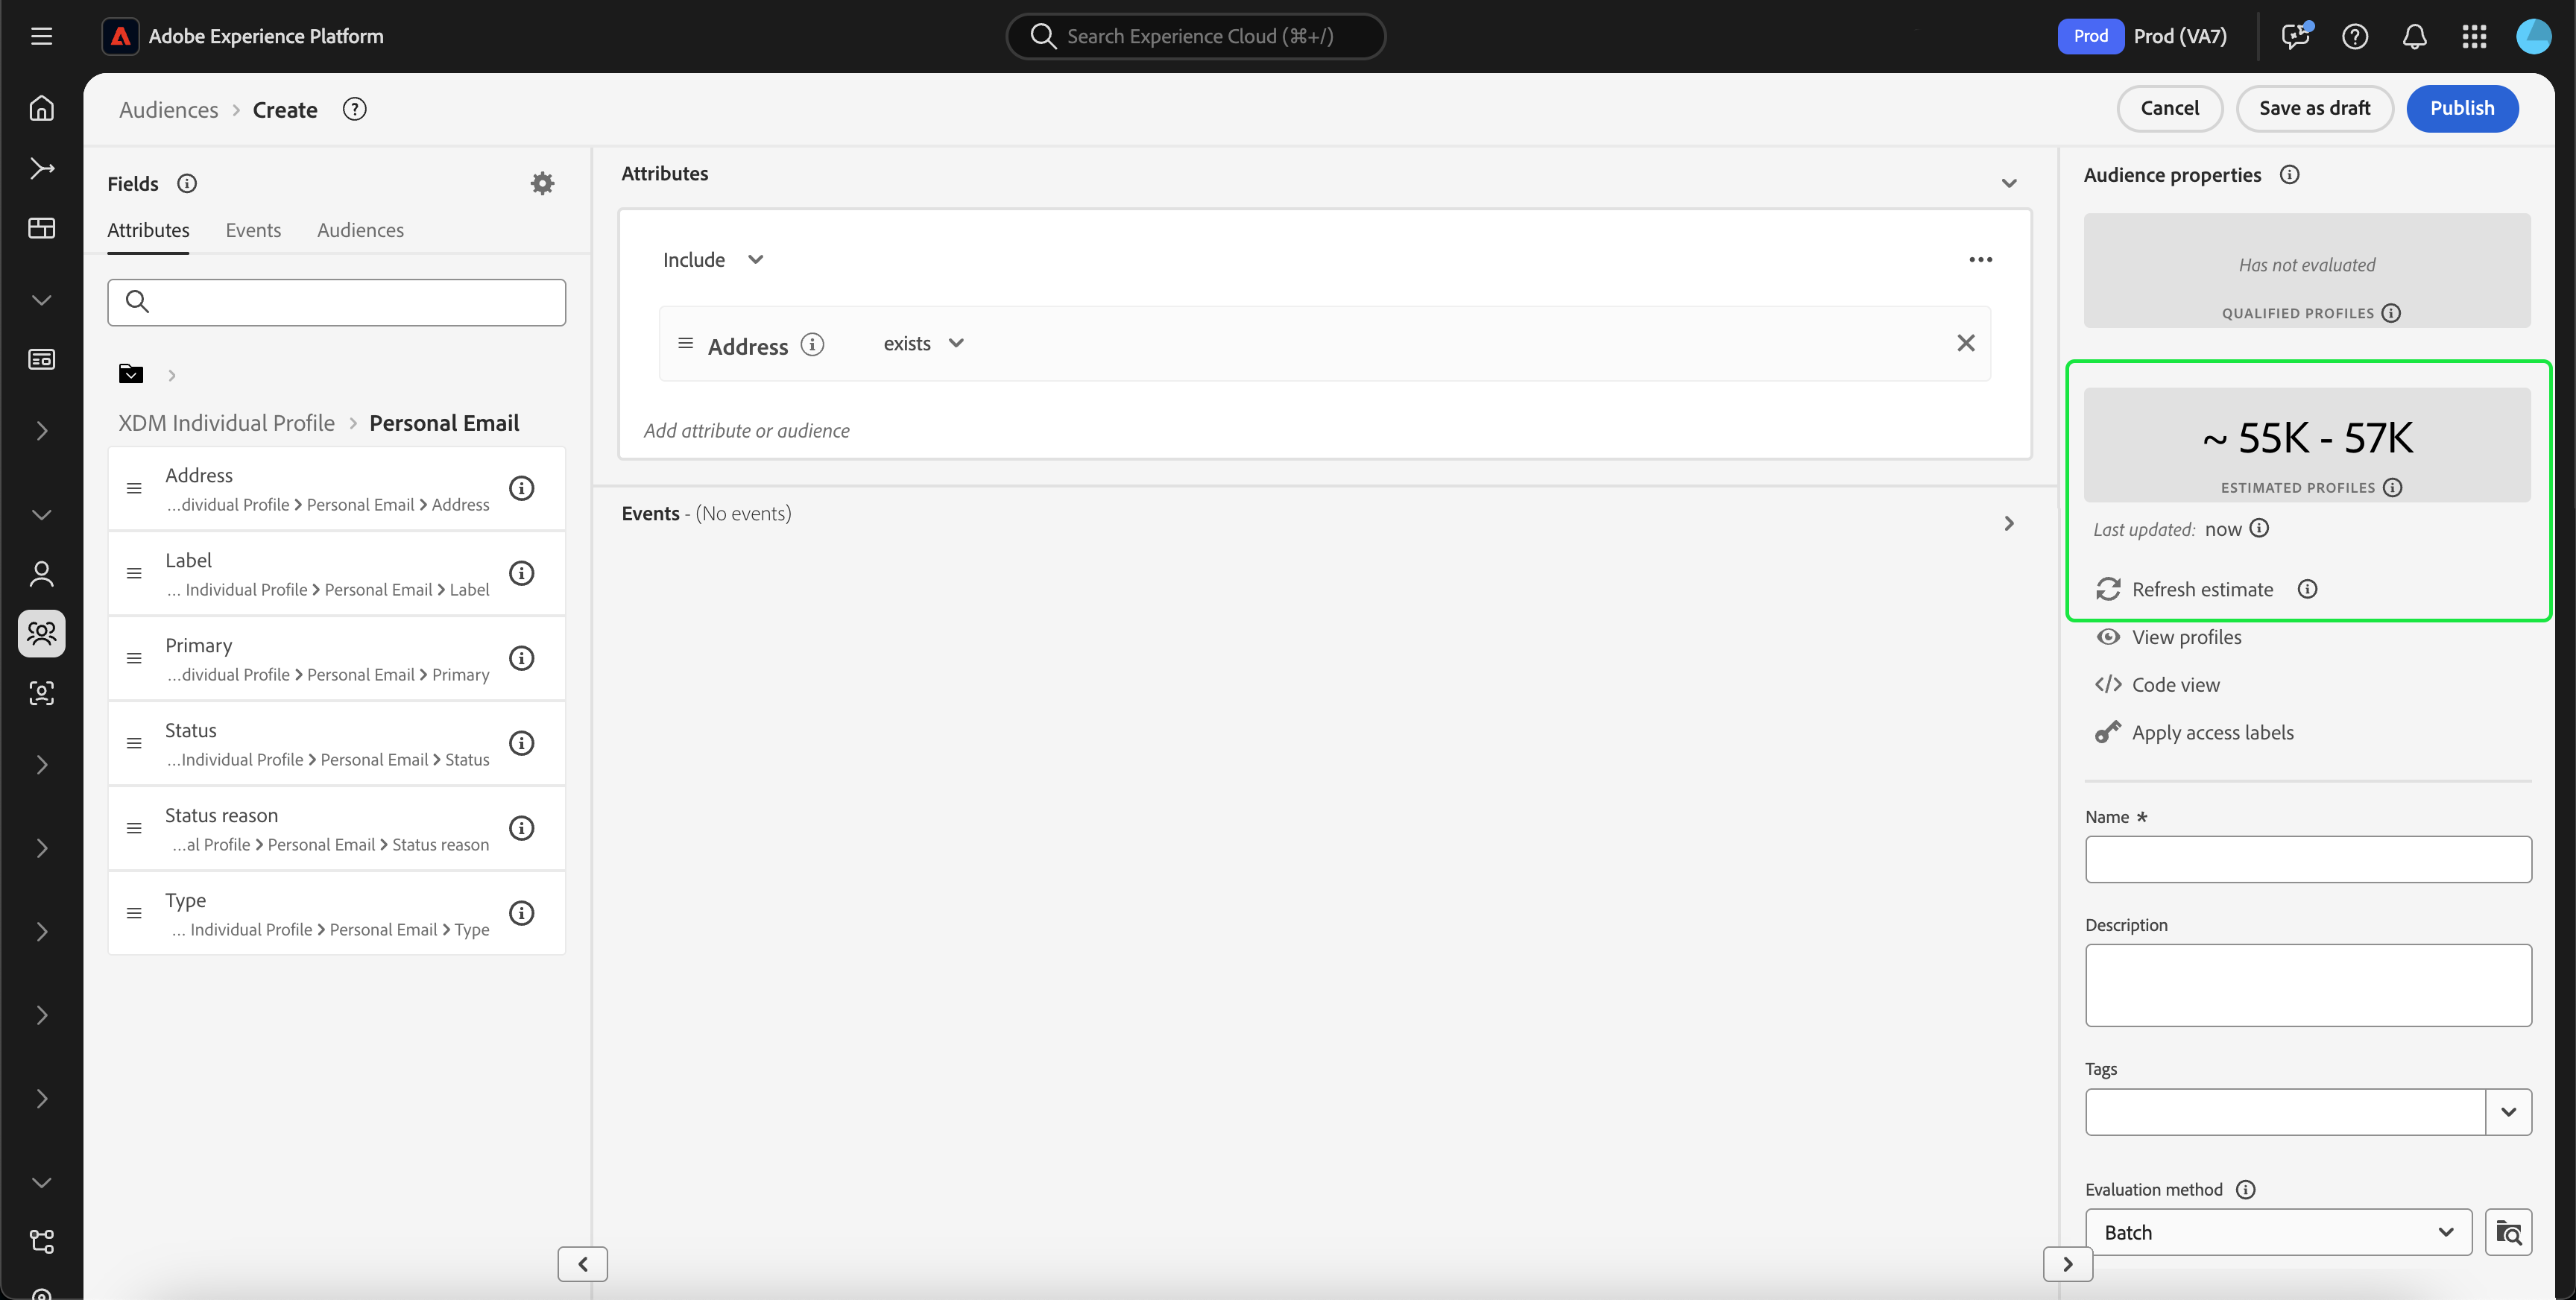 Adobe Experience Platform
Search Experience Cloud (⌘+/)
Prod
Prod (VA7)
Audiences
Create
Cancel
Save as draft
Publish
Fields
Attributes
Events
Audiences
XDM Individual Profile
Personal Email
Address
...dividual Profile > Personal Email > Address
Label
... Individual Profile > Personal Email > Label
Primary
...dividual Profile > Personal Email > Primary
Status
...Individual Profile > Personal Email > Status
Status reason
...al Profile > Personal Email > Status reason
Type
... Individual Profile > Personal Email > Type
Attributes
Include
Address
exists
Add attribute or audience
Events - (No events)
Audience properties
Has not evaluated
QUALIFIED PROFILES
~ 55K - 57K
ESTIMATED PROFILES
Last updated: now
Refresh estimate
View profiles
Code view
Apply access labels
Name *
Description
Tags
Evaluation method
Batch